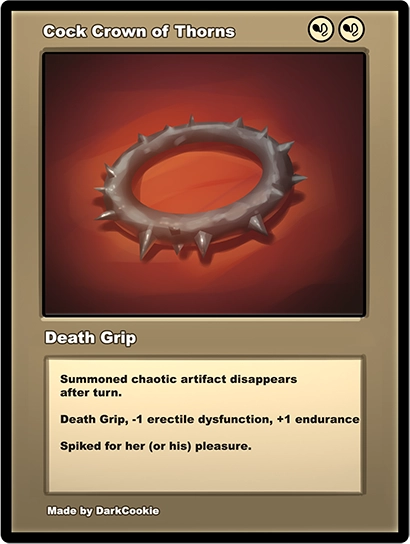 Cock Crown of Thorns
Death Grip
Summoned chaotic artifact disappears
after turn.
Death Grip, -1 erectile dysfunction, +1 endurance
Spiked for her (or his) pleasure.
Made by DarkCookie